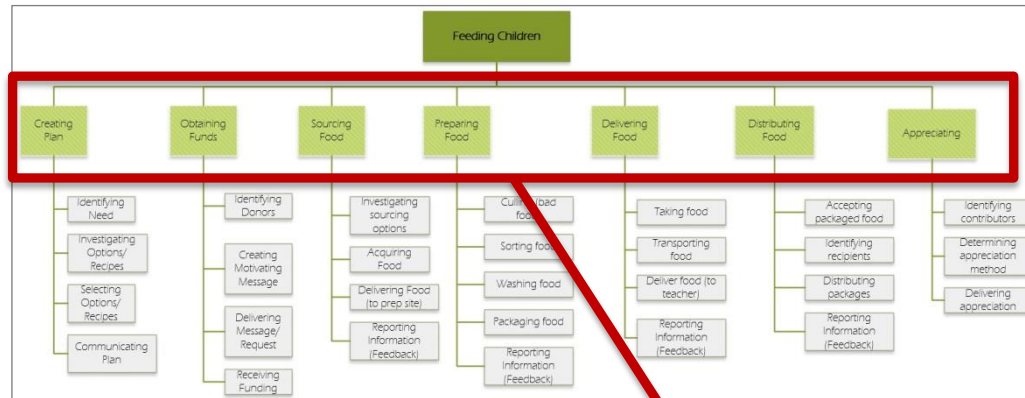 Feeding Children
Creating
Plan
Obtaining
Funds
Sourcing
Food
Preparing
Food
Delivering
Food
Distributing
Food
Appreciating
Identifying
Need
Investigating
Options/
Recipes
Selecting
Options/
Recipes
Communicating
Plan
Identifying
Donors
Creating
Motivating
Message
Delivering
Message/
Request
Receiving
Funding
Investigating
sourcing
options
Acquiring
Food
Delivering Food
(to prep site)
Reporting
Information
(Feedback)
(bad
Sorting food
Washing food
Packaging food
Reporting
Information
(Feedback)
Taking food
Transporting
food
Deliver food (to
teacher)
Reporting
Information
(Feedback)
Accepting
packaged food
Identifying
recipients
Distributing
packages
Reporting
Information
(Feedback)
Identifying
contributors
Determining
appreciation
method
Delivering
appreciation